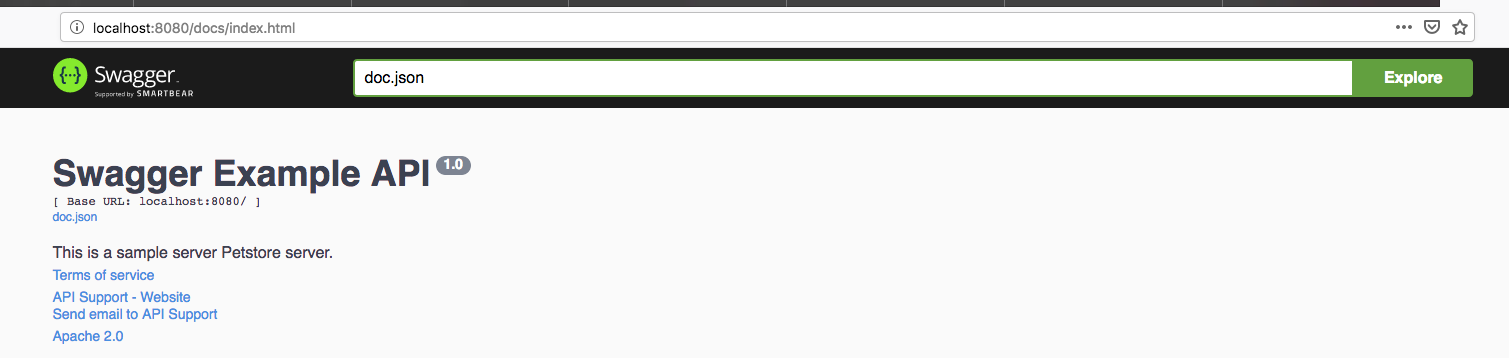 localhost:8080/docs/index.html
{··}
Swagger.
Supported by SMARTBEAR
doc.json
Explore
Swagger Example API 1.0
[ Base URL: localhost:8080/ ]
doc.json
This is a sample server Petstore server.
Terms of service
API Support - Website
Send email to API Support
Apache 2.0